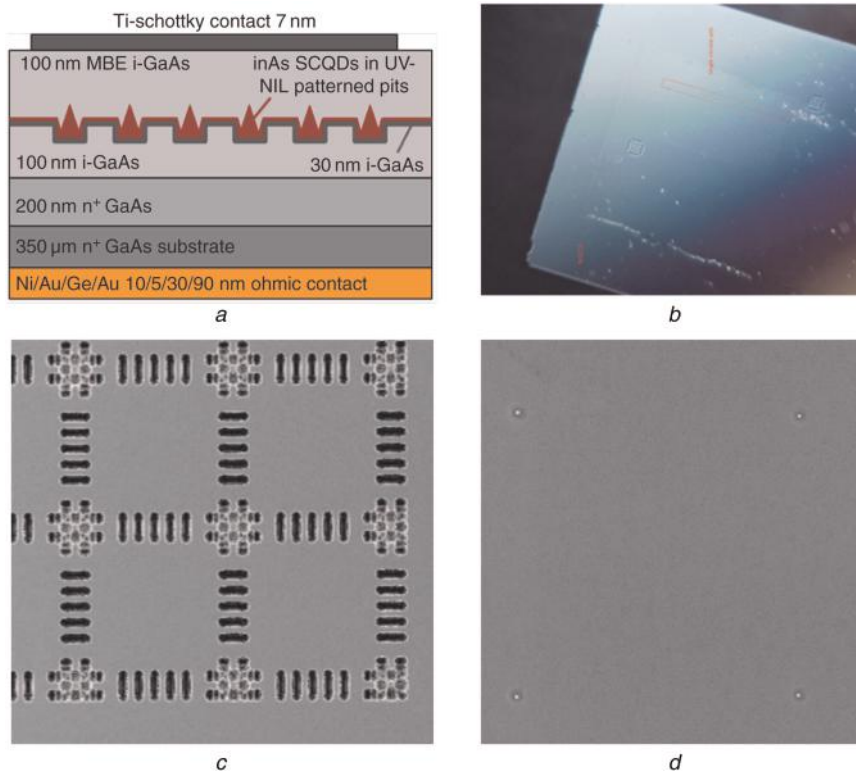 Ti-schottky contact 7 nm
100 nm MBE i-GaAs
inAs SCQDs in UV-
NIL patterned pits
100 nm i-GaAs
30 nm i-GaAs
200 nm n⁺ GaAs
350 µm n⁺ GaAs substrate
Ni/Au/Ge/Au 10/5/30/90 nm ohmic contact
a
b
c
d